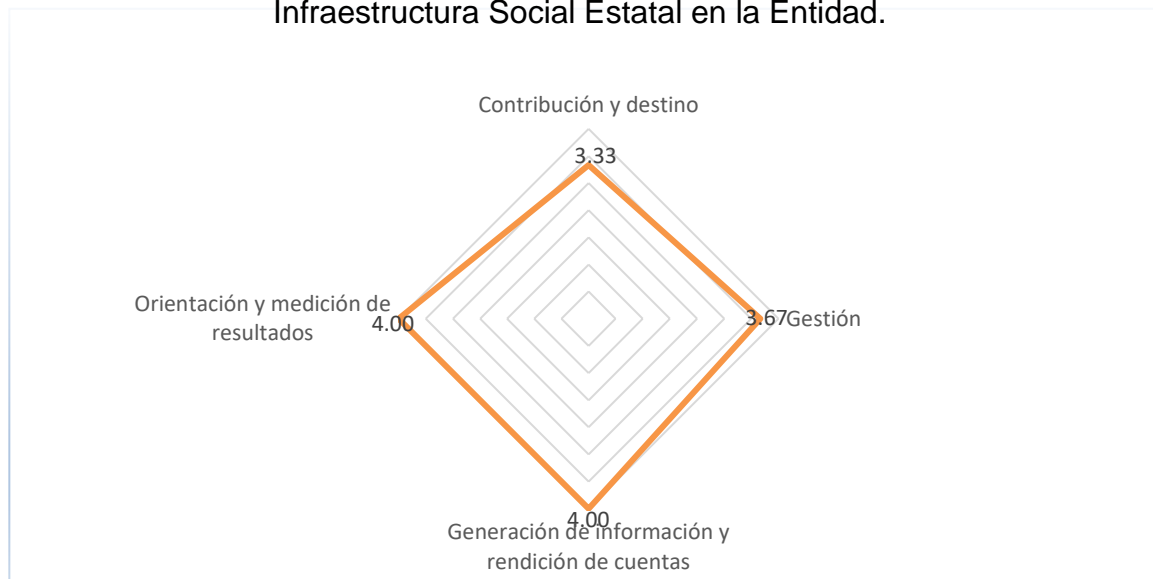 Infraestructura Social Estatal en la Entidad.
Contribución y destino
3.33
Orientación y medición de
resultados
4.00
3.67
Gestión
4.00
Generación de información y
rendición de cuentas